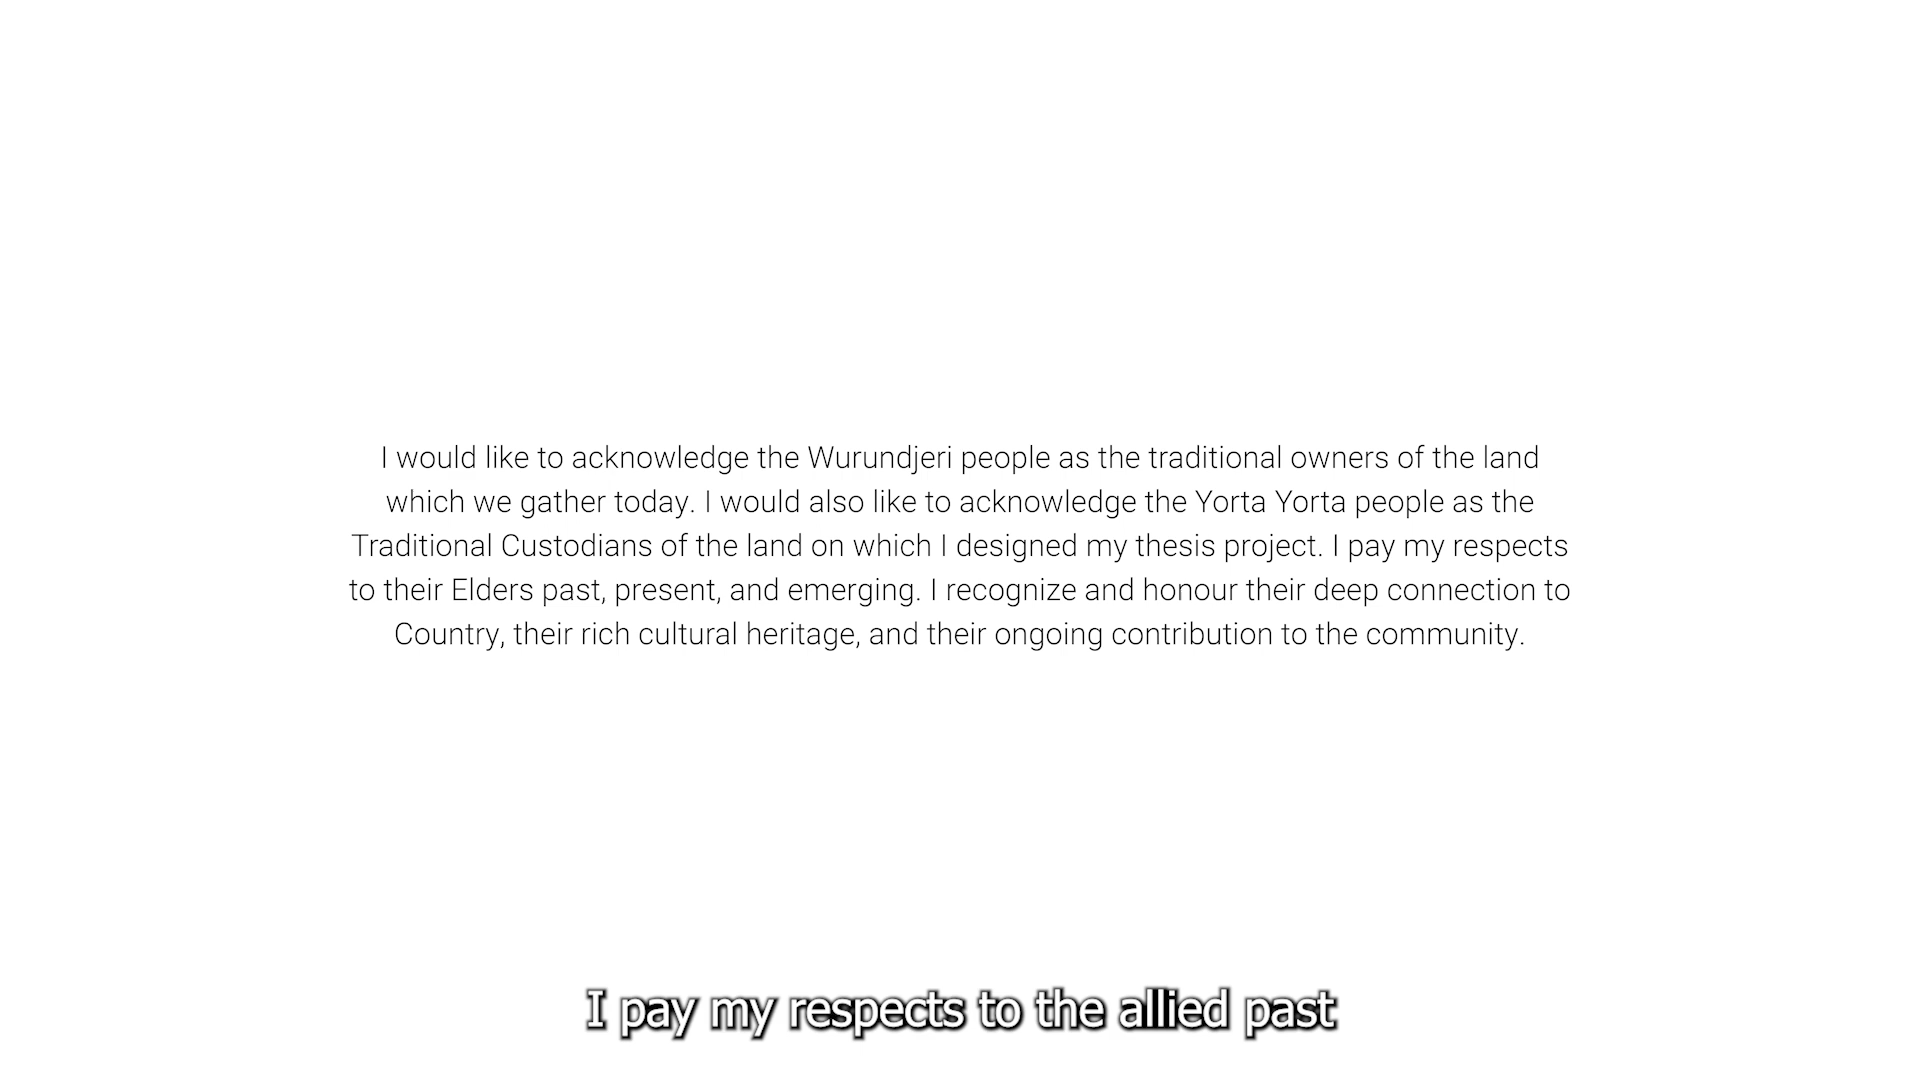 I would like to acknowledge the Wurundjeri people as the traditional owners of the land
which we gather today. I would also like to acknowledge the Yorta Yorta people as the
Traditional Custodians of the land on which I designed my thesis project. I pay my respects
to their Elders past, present, and emerging. I recognize and honour their deep connection to
Country, their rich cultural heritage, and their ongoing contribution to the community.
I pay my respects to the allied past